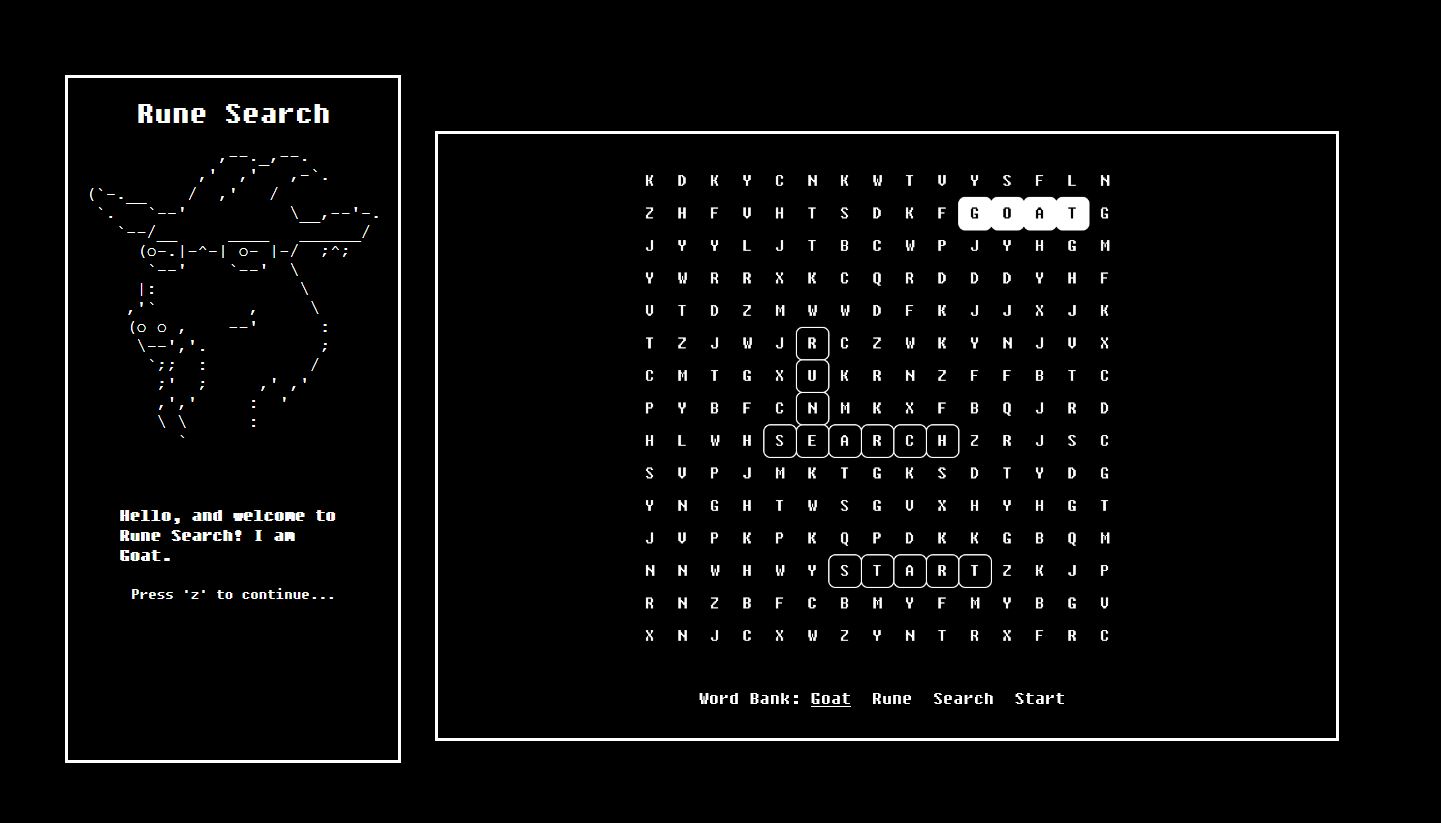 Rune Search
Hello, and welcome to
Rune Search! I am
Goat.
Press 'z' to continue...
K D K Y C N K W T V Y S F L N
Z H F V H T S D K F G O A T G
J Y Y L J T B C W P J Y H G M
Y W R R X K C Q R D D D Y H F
V T D Z M W W D F K J J X J K
T Z J W J R C Z W K Y N J V X
C M T G X U K R N Z F F B T C
P Y B F C N M K X F B Q J R D
H L W H S E A R C H Z R J S C
S V P J M K T G K S D T Y D G
Y N G H T W S G V X H Y H G T
J V P K P K Q P D K K G B Q M
N N W H W Y S T A R T Z K J P
R N Z B F C B M Y F M Y B G V
X N J C X W Z Y N T R X F R C
Word Bank: Goat Rune Search Start